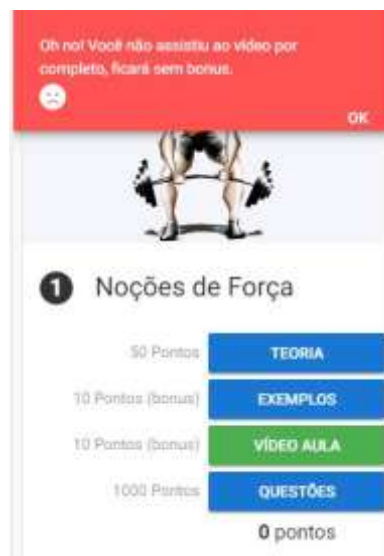 Oh no! Você não assistiu ao vídeo por
completo, ficará sem bonus.
OK
1 Noções de Força
50 Pontos TEORIA
10 Pontos (bonus) EXEMPLOS
10 Pontos (bonus) VÍDEO AULA
1000 Pontos QUESTÕES
0 pontos